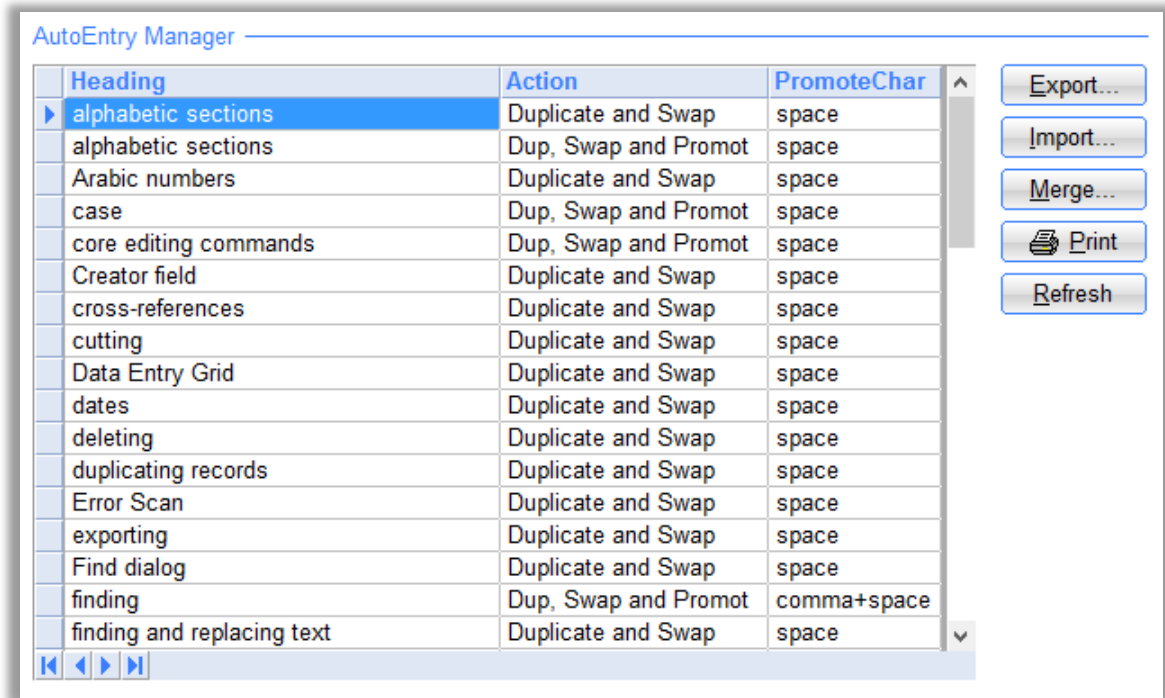 AutoEntry Manager
Heading Action PromoteChar
alphabetic sections Duplicate and Swap space
alphabetic sections Dup, Swap and Promot space
Arabic numbers Duplicate and Swap space
case Dup, Swap and Promot space
core editing commands Dup, Swap and Promot space
Creator field Duplicate and Swap space
cross-references Duplicate and Swap space
cutting Duplicate and Swap space
Data Entry Grid Duplicate and Swap space
dates Duplicate and Swap space
deleting Duplicate and Swap space
duplicating records Duplicate and Swap space
Error Scan Duplicate and Swap space
exporting Duplicate and Swap space
Find dialog Duplicate and Swap space
finding Dup, Swap and Promot comma+space
finding and replacing text Duplicate and Swap space
Export...
Import...
Merge...
Print
Refresh